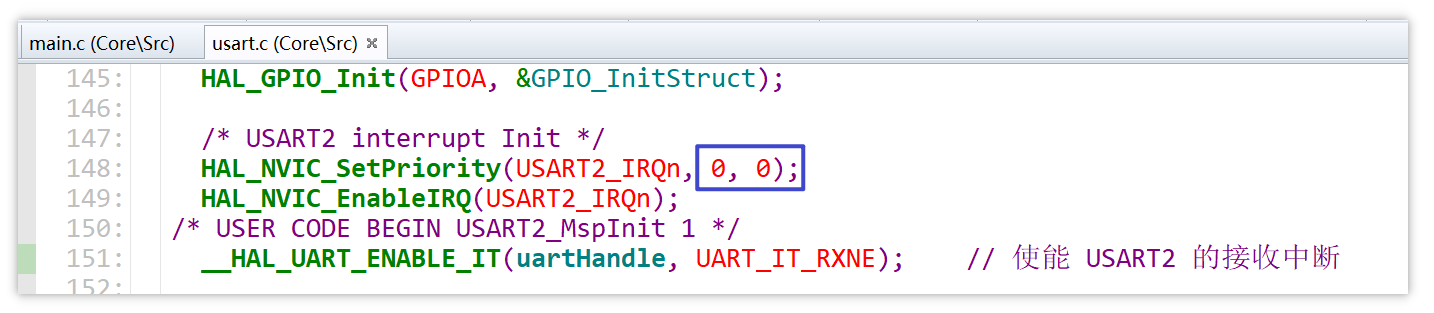 main.c (Core\Src) usart.c (Core\Src) ×
145: HAL_GPIO_Init(GPIOA, &GPIO_InitStruct);
146:
147: /* USART2 interrupt Init */
148: HAL_NVIC_SetPriority(USART2_IRQn, 0, 0);
149: HAL_NVIC_EnableIRQ(USART2_IRQn);
150: /* USER CODE BEGIN USART2_MspInit 1 */
151: __HAL_UART_ENABLE_IT(uartHandle, UART_IT_RXNE); // 使能 USART2 的接收中断
152: